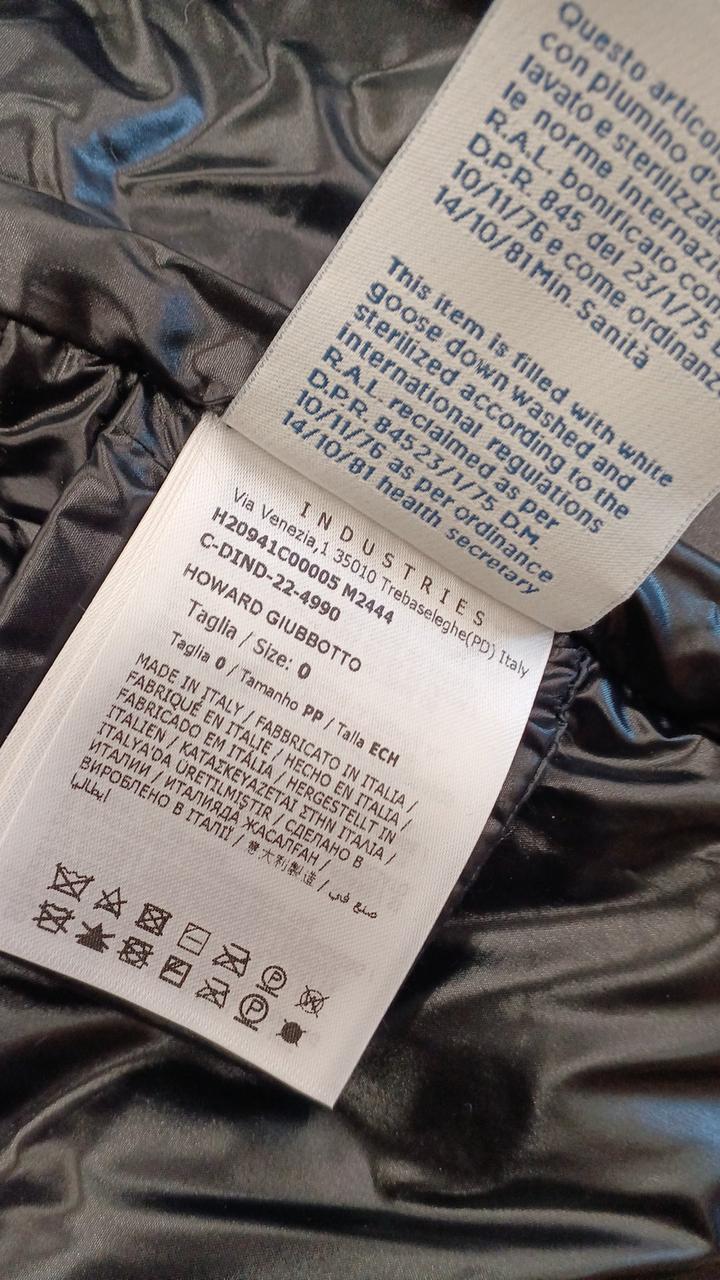 Questo articol
con piumino d'o
lavato e sterilizzat
le norme internazi
R.A.L. bonificato com
D.P.R. 845 del 23/1/75
10/11/76 e come ordinanz
14/10/81 Min. Sanità
This item is filled with white
goose down washed and
sterilized according to the
international regulations
R.A.L. reclaimed as per
D.P.R. 845 23/1/75 D.M.
10/11/76 as per ordinance
14/10/81 health secretary
INDUSTRIES
Via Venezia,1 35010 Trebaseleghe(PD) Italy
H20941C00005 M2444
C-DIND-22-4990
HOWARD GIUBBOTTO
Taglia / Size: 0
Taglia 0 / Tamanho PP / Talla ECH
MADE IN ITALY / FABBRICATO IN ITALIA /
FABRIQUÉ EN ITALIE / HECHO EN ITALIA /
FABRICADO EM ITÁLIA / HERGESTELLT IN
ITALIEN / ΚΑΤΑΣΚΕΥΑΖΕΤΑΙ ΣΤΗΝ ΙΤΑΛΙΑ /
ITALYA'DA ÜRETILMIŞTIR / СДЕЛАНО В
ИТАЛИИ / ИТАЛИЯДА ЖАСАЛҒАН /
ВИРОБЛЕНО В ІТАЛІЇ / 意大利製造 / صنع في
إيطاليا